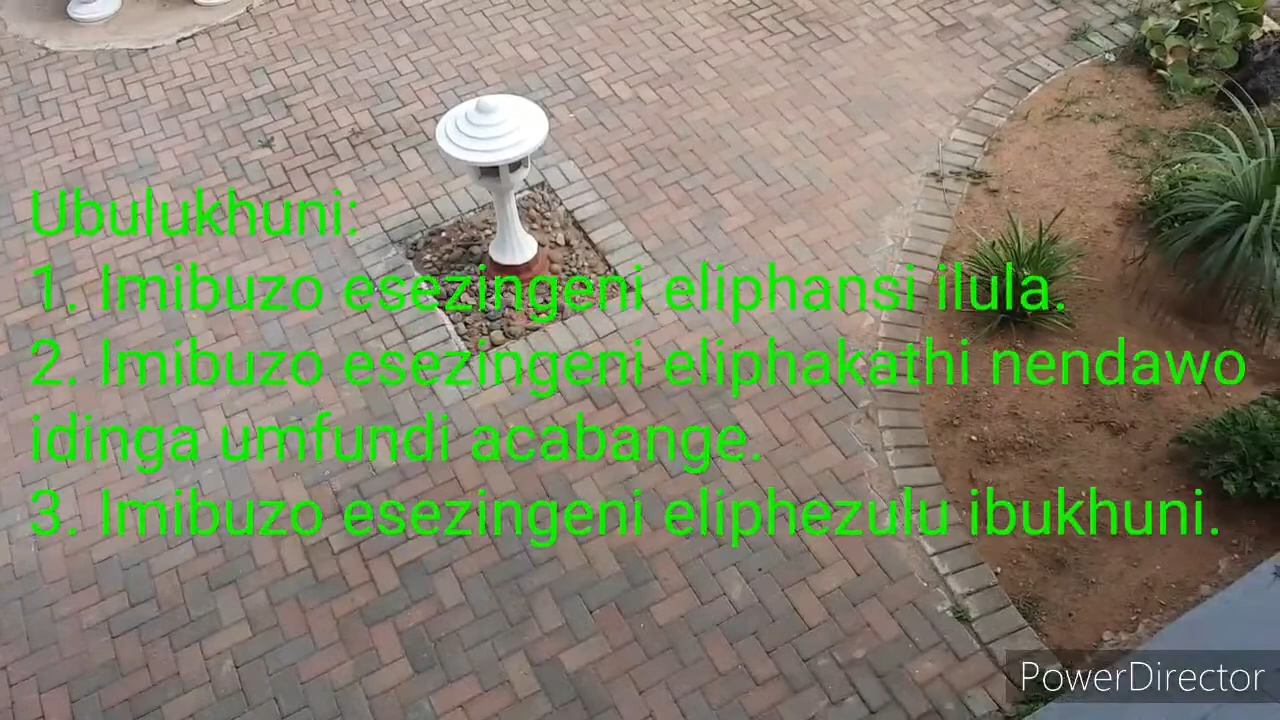 Ubulukhuni:
1. Imibuzo esezingeni eliphansi ilula.
2. Imibuzo esezingeni eliphakathi nendawo
idinga umfundi acabange.
3. Imibuzo esezingeni eliphezulu ibukhuni.
PowerDirector